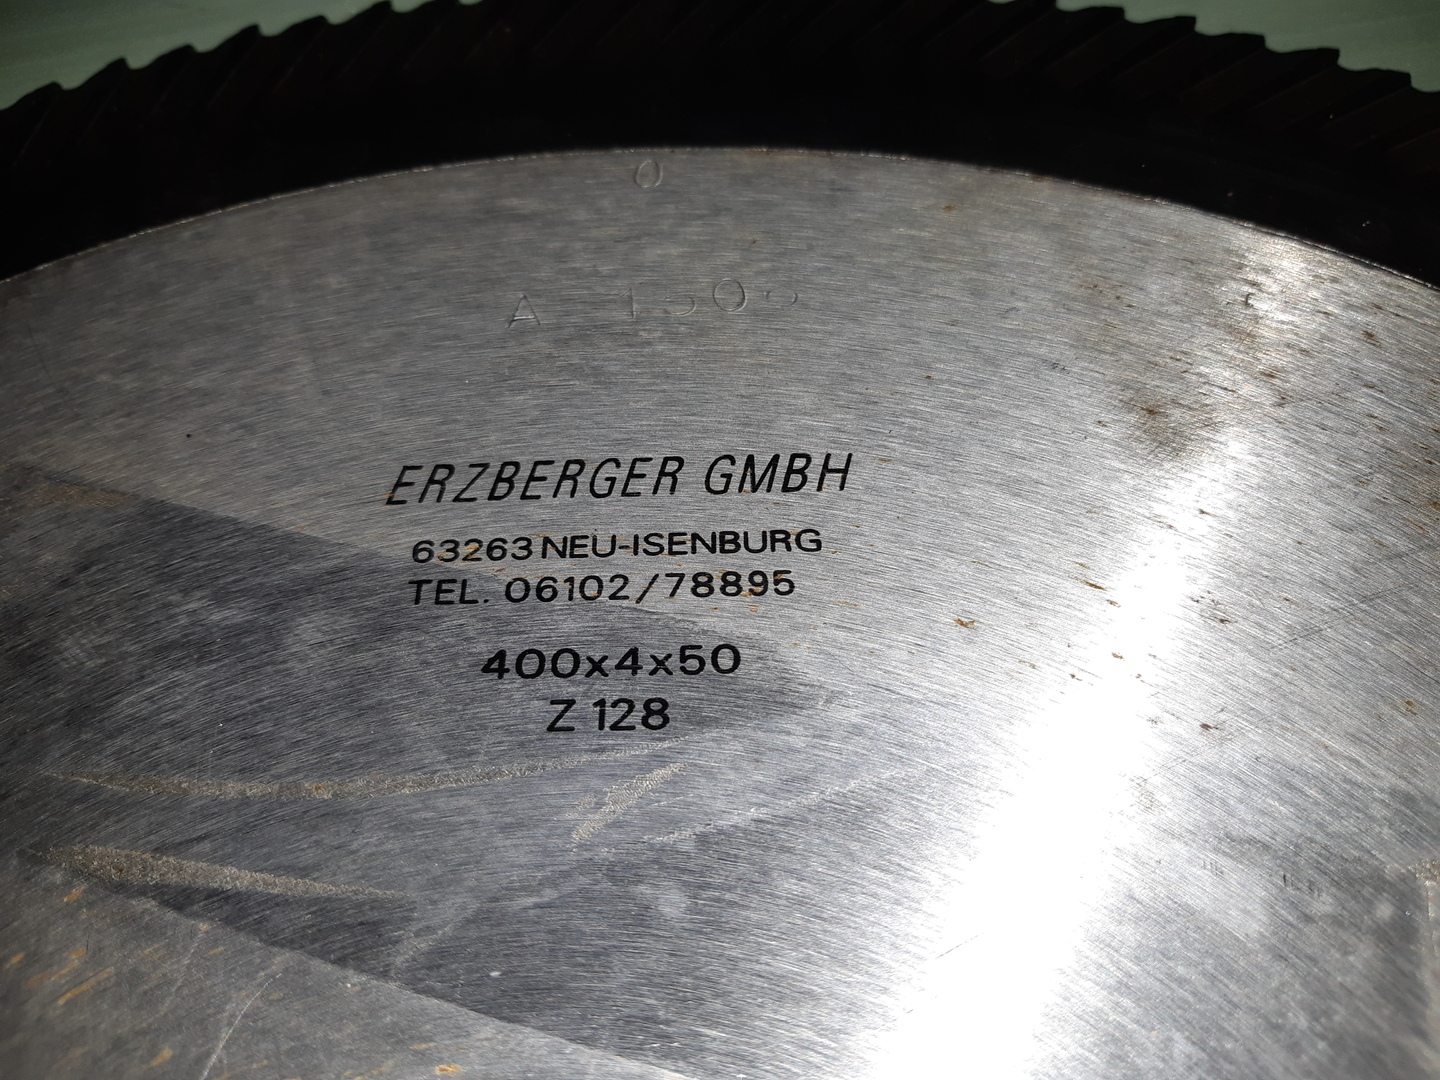 O
A
ERZBERGER GMBH
63263 NEU-ISENBURG
TEL. 06102/78895
400x4x50
Z 128